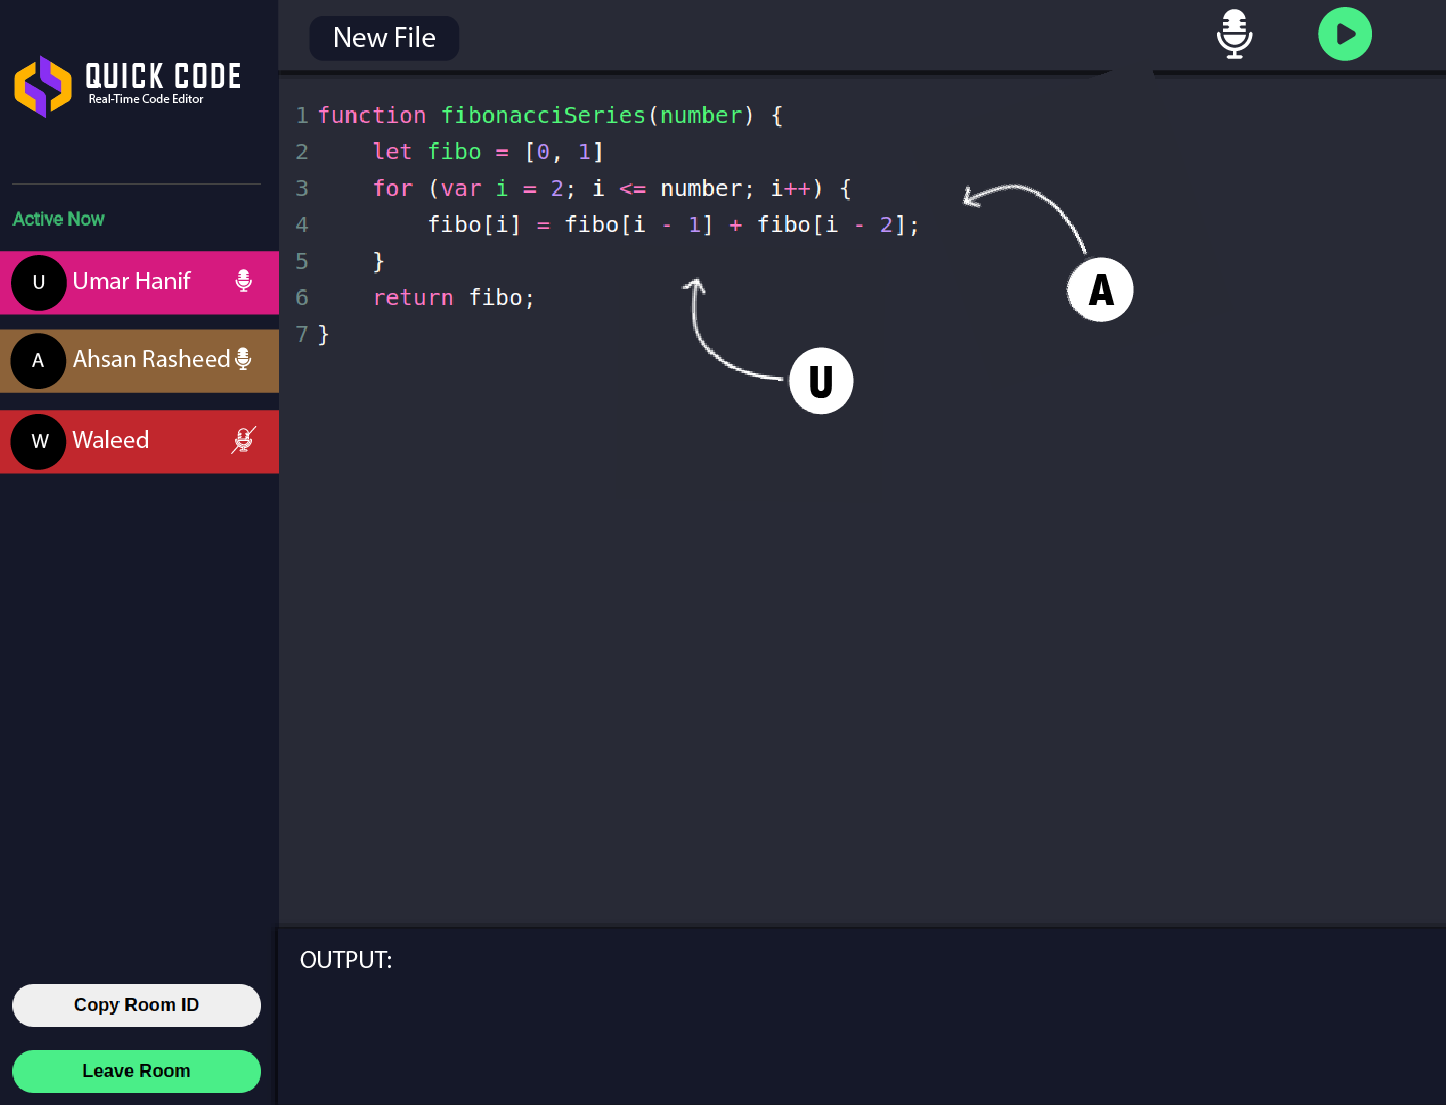 QUICK CODE
Real-Time Code Editor
Active Now
U Umar Hanif
A Ahsan Rasheed
W Waleed
Copy Room ID
Leave Room
New File
1 function fibonacciSeries(number) {
2     let fibo = [0, 1]
3     for (var i = 2; i <= number; i++) {
4         fibo[i] = fibo[i - 1] + fibo[i - 2];
5     }
6     return fibo;
7 }
A
U
OUTPUT: